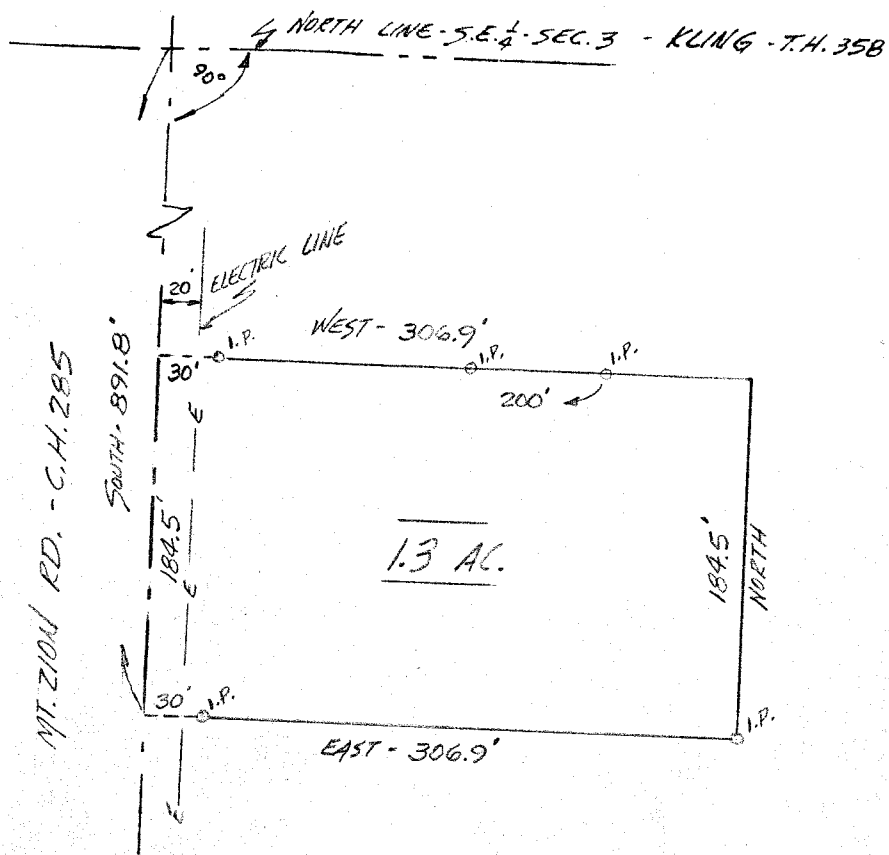 NORTH LINE - S.E. 1/4 - SEC. 3 - KLING - T.H. 358
90°
ELECTRIC LINE
20'
WEST - 306.9'
I.P.
I.P.
I.P.
30'
200'
MT. ZION RD. - C.H. 285
SOUTH - 891.8'
184.5'
E
E
E
1.3 AC.
184.5'
NORTH
30'
I.P.
I.P.
EAST - 306.9'